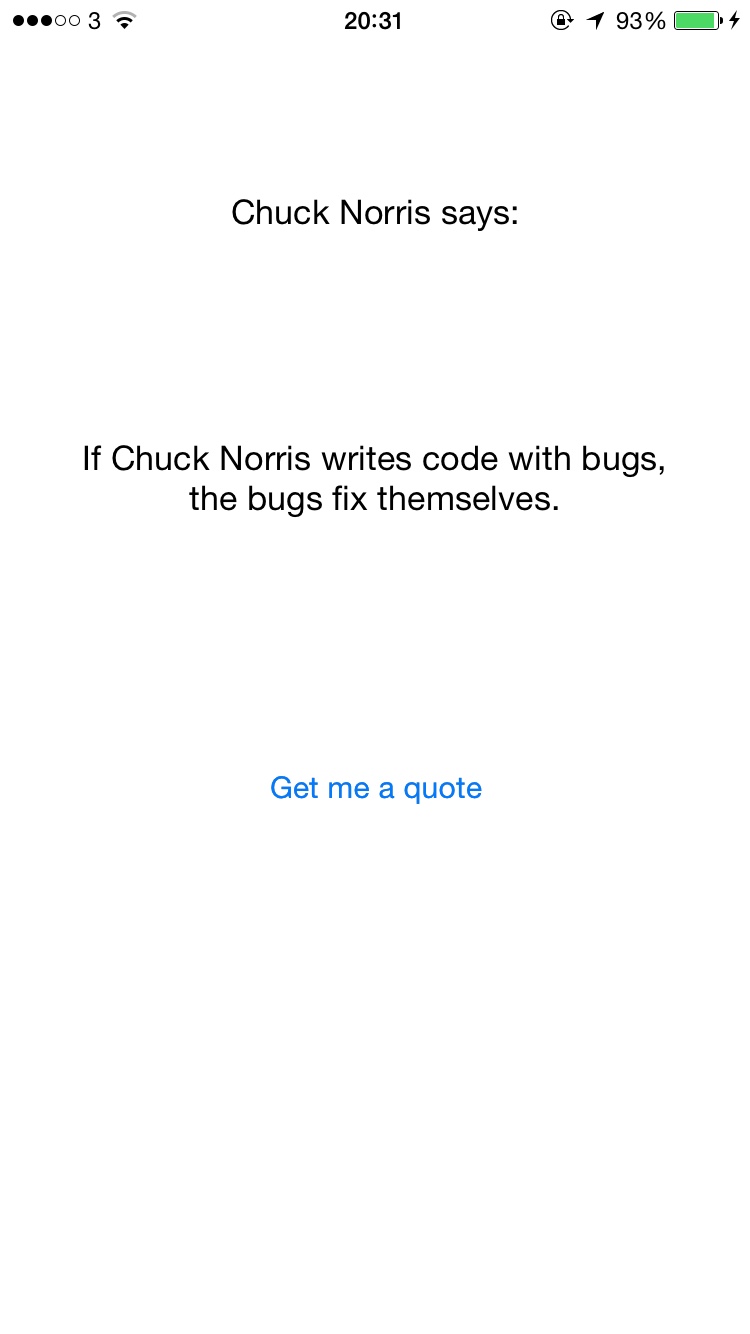 3 20:31 93%
Chuck Norris says:
If Chuck Norris writes code with bugs,
the bugs fix themselves.
Get me a quote